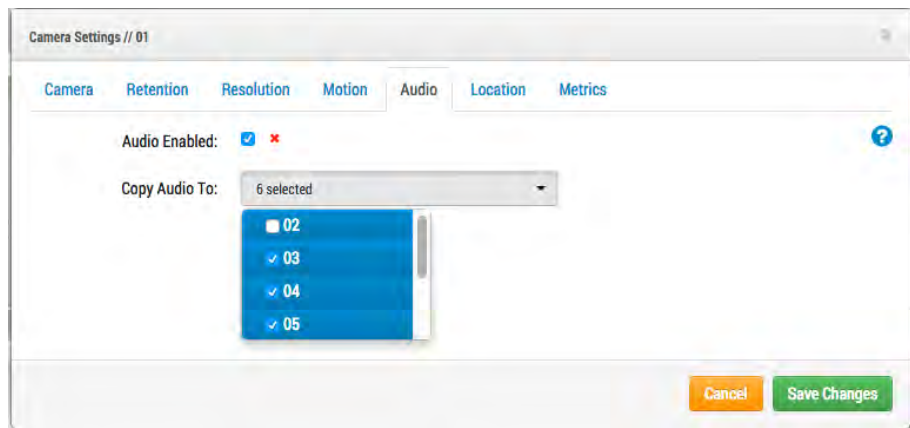 Camera Settings // 01
Camera Retention Resolution Motion Audio Location Metrics
Audio Enabled:
?
Copy Audio To: 6 selected
02
03
04
05
Cancel Save Changes